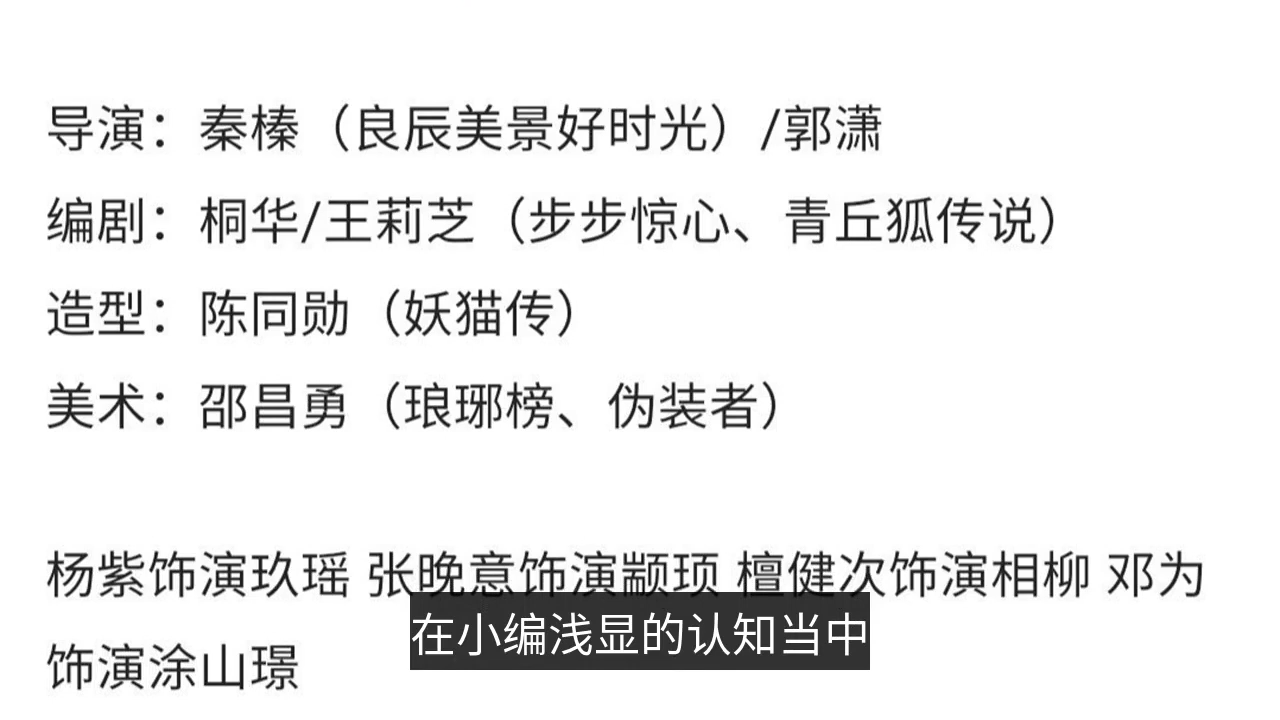 导演：秦榛（良辰美景好时光）/郭潇
编剧：桐华/王莉芝（步步惊心、青丘狐传说）
造型：陈同勋（妖猫传）
美术：邵昌勇（琅琊榜、伪装者）
杨紫饰演玖瑶 张晚意饰演颛顼 檀健次饰演相柳 邓为
饰演涂山璟
在小编浅显的认知当中